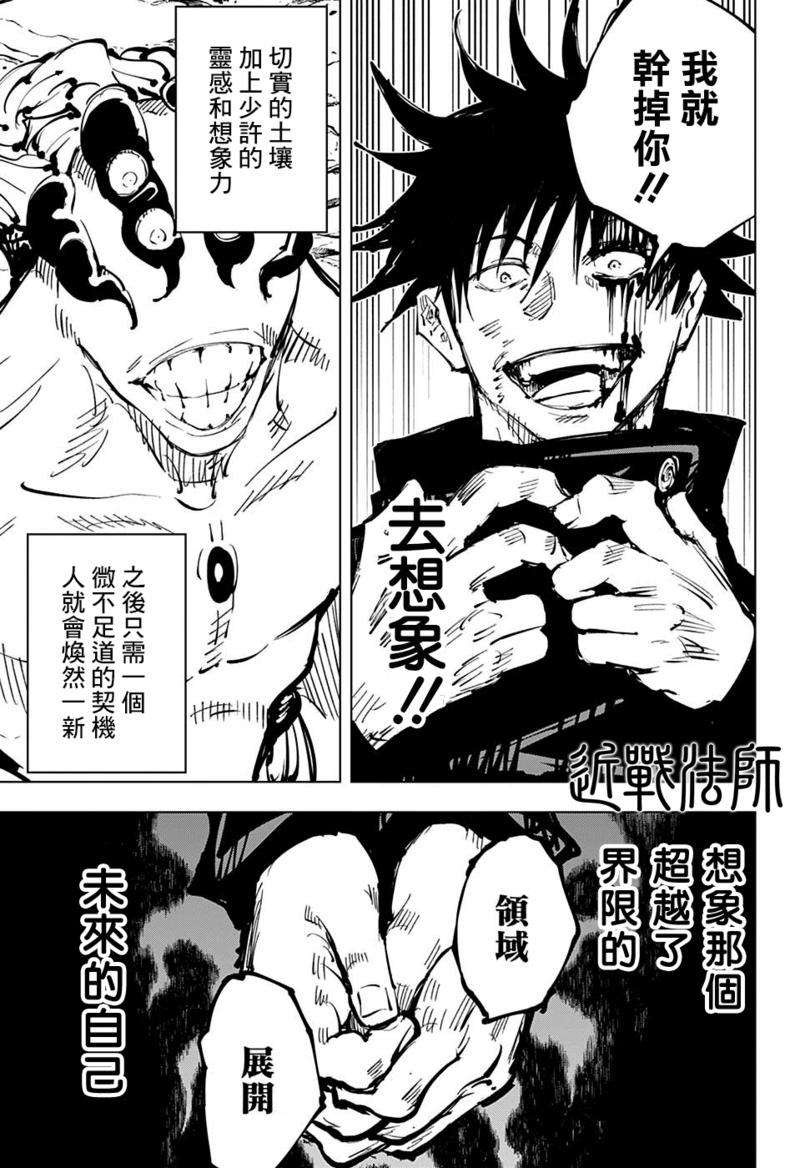 我就
幹掉你!!
去想象!!
切實的土壤
加上少許的
靈感和想象力
之後只需一個
微不足道的契機
人就會煥然一新
近戰法師
想象那個
超越了
界限的
領域
展開
未來的自己